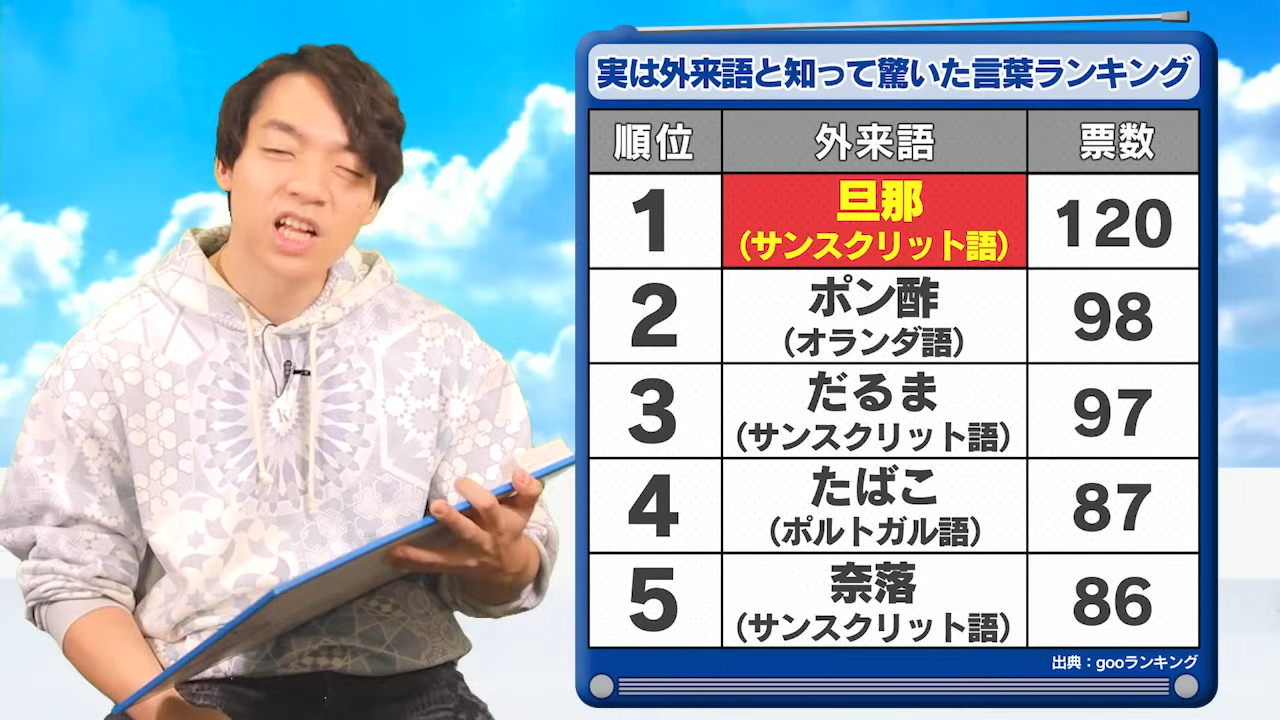 実は外来語と知って驚いた言葉ランキング
順位 外来語 票数
1 旦那 120
(サンスクリット語)
2 ポン酢 98
(オランダ語)
3 だるま 97
(サンスクリット語)
4 たばこ 87
(ポルトガル語)
5 奈落 86
(サンスクリット語)
出典：gooランキング